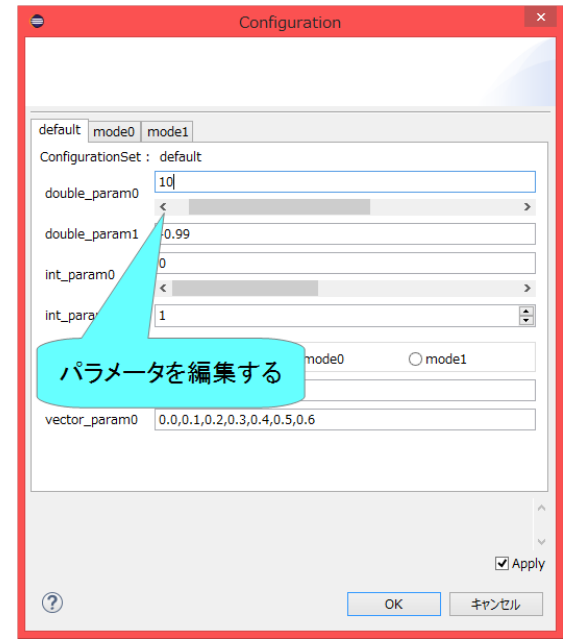 Configuration
default mode0 mode1
ConfigurationSet : default
double_param0 10
double_param1 -0.99
int_param0 0
int_para 1
パラメータを編集する
mode0 mode1
vector_param0 0.0,0.1,0.2,0.3,0.4,0.5,0.6
Apply
OK キャンセル